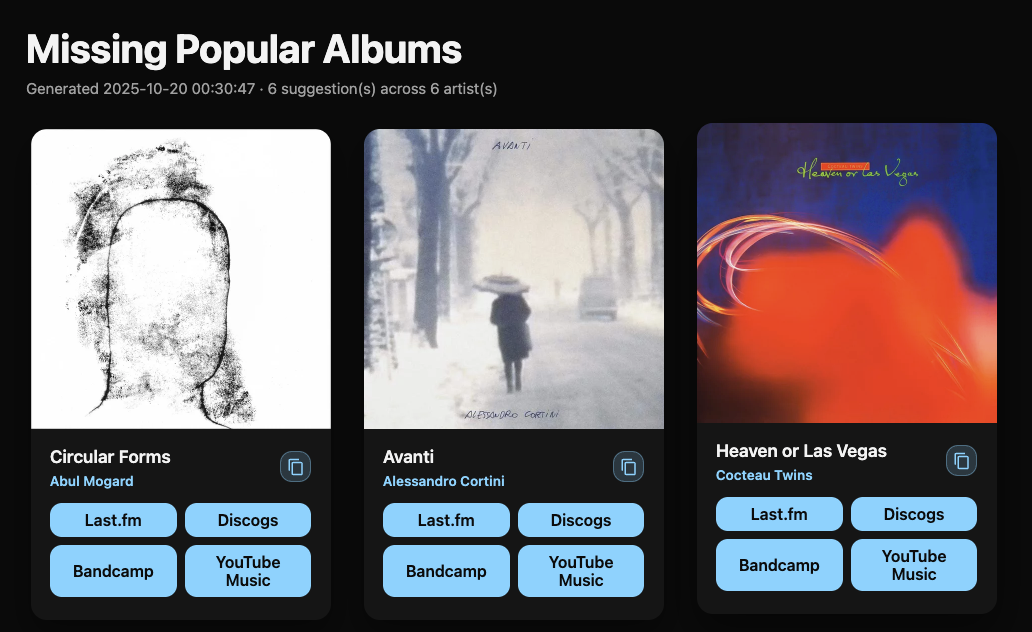 Missing Popular Albums
Generated 2025-10-20 00:30:47 · 6 suggestion(s) across 6 artist(s)
AVANTI
ALESSANDRO CORTINI
Heaven or Las Vegas
Circular Forms
Abul Mogard
Last.fm
Discogs
Bandcamp
YouTube
Music
Avanti
Alessandro Cortini
Last.fm
Discogs
Bandcamp
YouTube
Music
Heaven or Las Vegas
Cocteau Twins
Last.fm
Discogs
Bandcamp
YouTube
Music